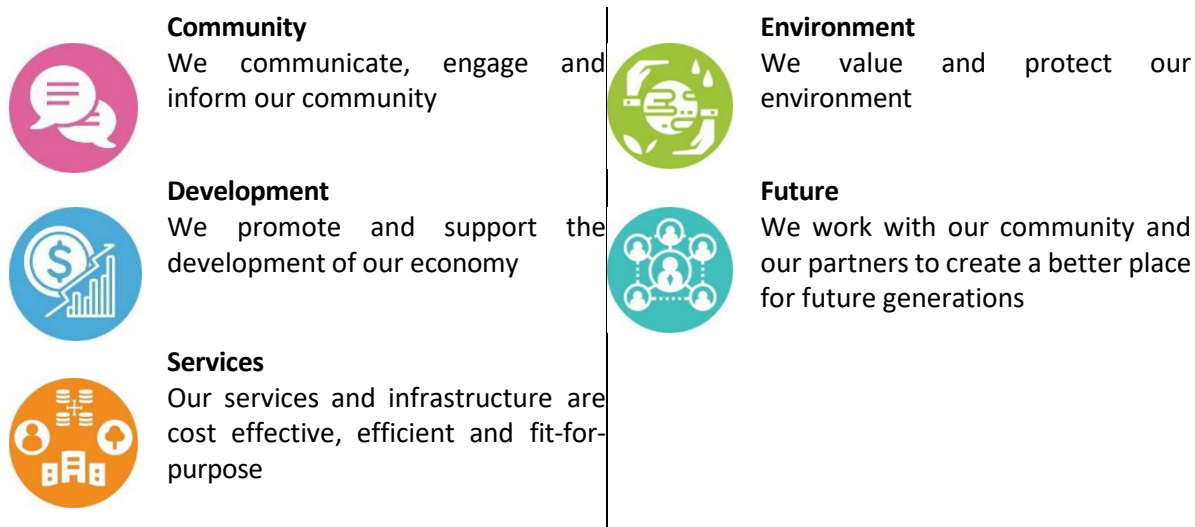 Community
We communicate, engage and
inform our community
Development
We promote and support the
development of our economy
Services
Our services and infrastructure are
cost effective, efficient and fit-for-
purpose
Environment
We value and protect our
environment
Future
We work with our community and
our partners to create a better place
for future generations